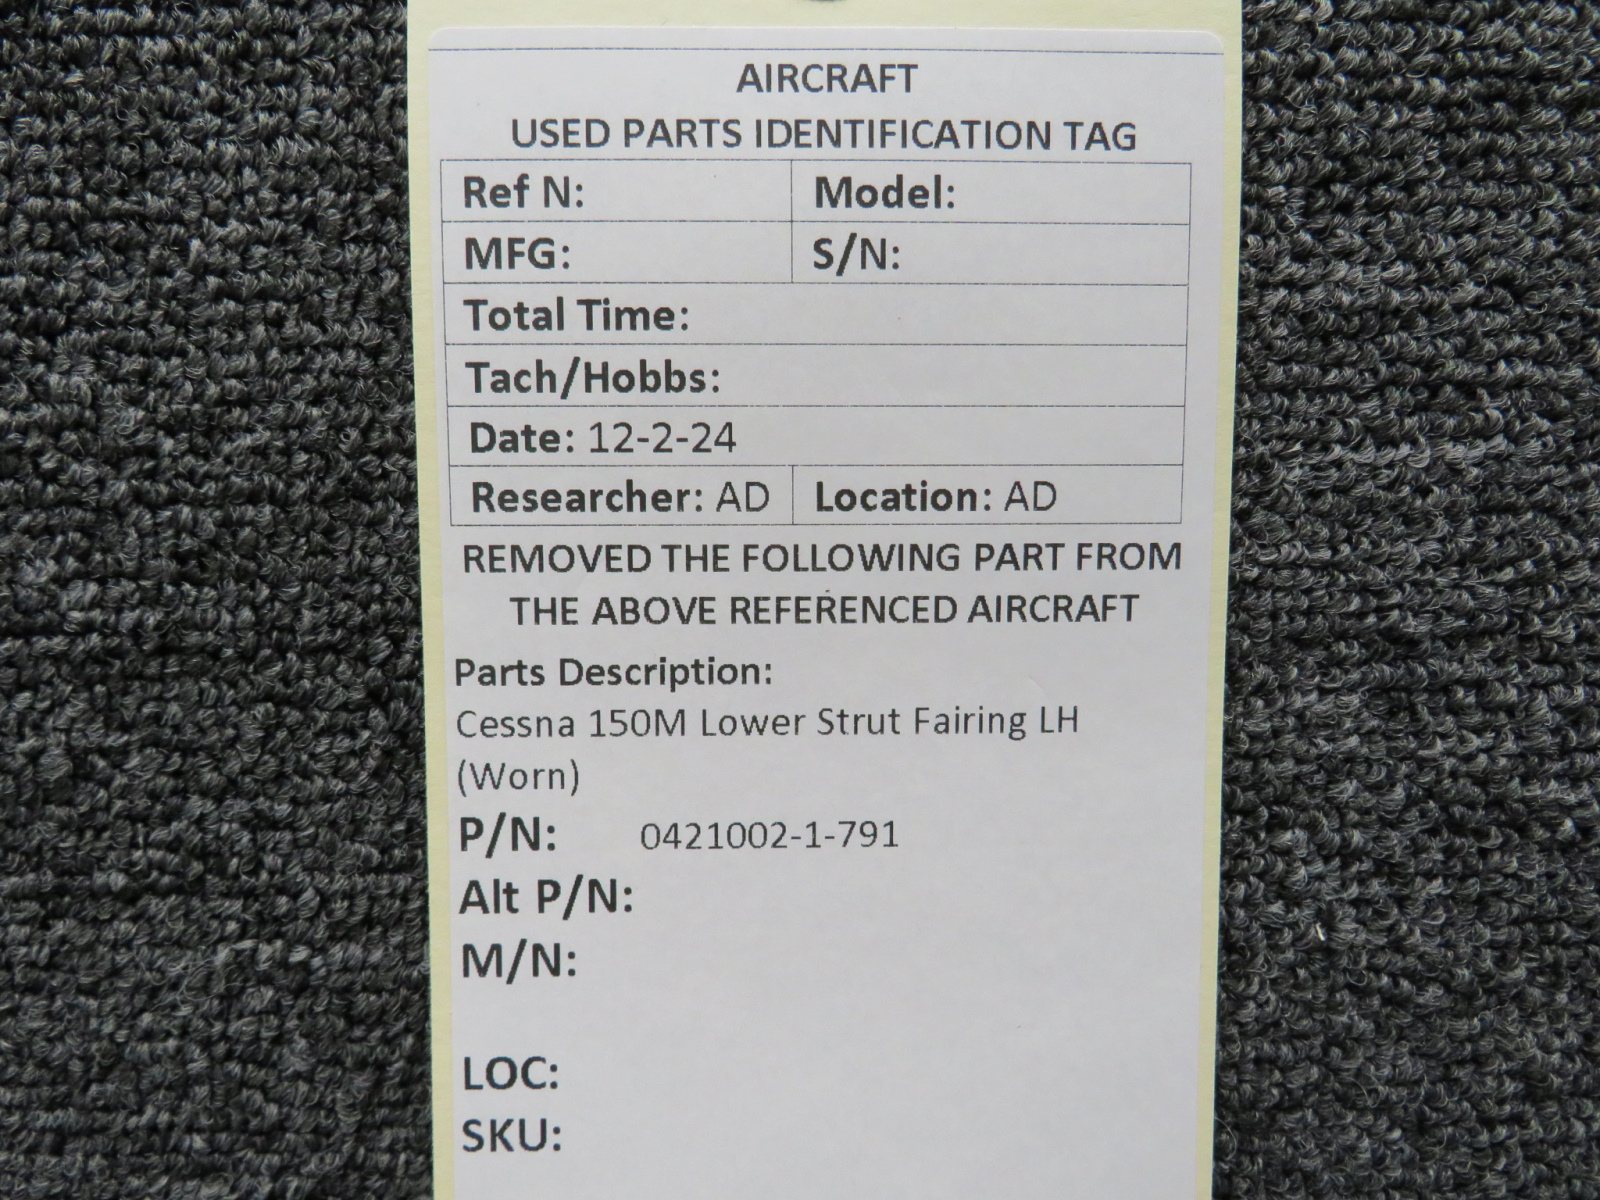 AIRCRAFT
USED PARTS IDENTIFICATION TAG
Ref N: Model:
MFG: S/N:
Total Time:
Tach/Hobbs:
Date: 12-2-24
Researcher: AD Location: AD
REMOVED THE FOLLOWING PART FROM
THE ABOVE REFERENCED AIRCRAFT
Parts Description:
Cessna 150M Lower Strut Fairing LH
(Worn)
P/N: 0421002-1-791
Alt P/N:
M/N:
LOC:
SKU: